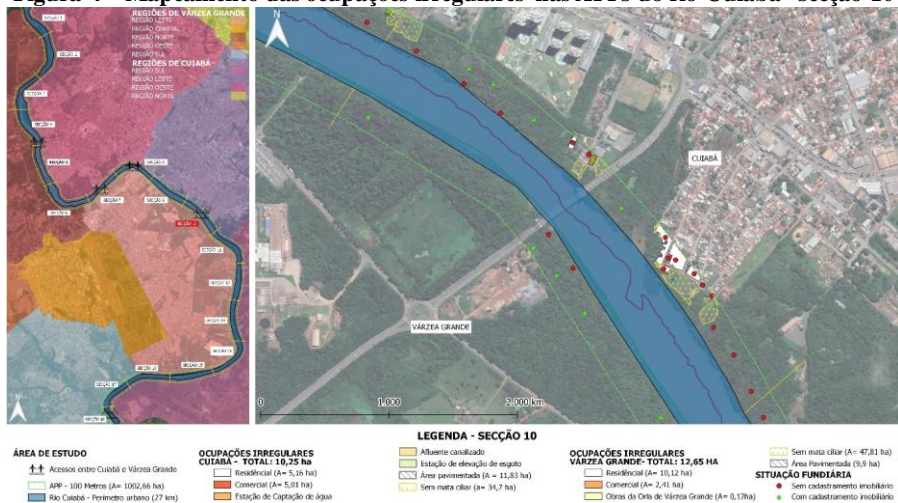 Figura 4 – Mapeamento das ocupações irregulares nas APPs do Rio Cuiabá - secção 10
REGIÕES DE VÁRZEA GRANDE
REGIÃO LESTE
REGIÃO CENTRAL
REGIÃO NORTE
REGIÃO OESTE
REGIÃO SUL
REGIÕES DE CUIABÁ
REGIÃO SUL
REGIÃO LESTE
REGIÃO OESTE
REGIÃO NORTE
N
N
CUIABÁ
VÁRZEA GRANDE
0 1.000 2.000 km
LEGENDA - SECÇÃO 10
ÁREA DE ESTUDO
Acessos entre Cuiabá e Várzea Grande
APP - 100 Metros (A= 1002,66 ha)
Rio Cuiabá - Perímetro urbano (27 km)
OCUPAÇÕES IRREGULARES
CUIABÁ - TOTAL: 10,25 ha
Residêncial (A= 5,16 ha)
Comercial (A= 5,01 ha)
Estação de Captação de água
Afluente canalizado
Estação de elevação de esgoto
Área pavimentada (A = 11,83 ha)
Sem mata ciliar (a= 34,7 ha)
OCUPAÇÕES IRREGULARES
VÁRZEA GRANDE- TOTAL: 12,65 HA
Residêncial (A = 10,12 ha)
Comercial (A = 2,41 ha)
Obras da Orla de Várzea Grande (A = 0,17ha)
Sem mata ciliar (A= 47,81 ha)
Área Pavimentada (9,9 ha)
SITUAÇÃO FUNDIÁRIA
Sem cadastramento imobiliário
Com cadastramento imobiliário